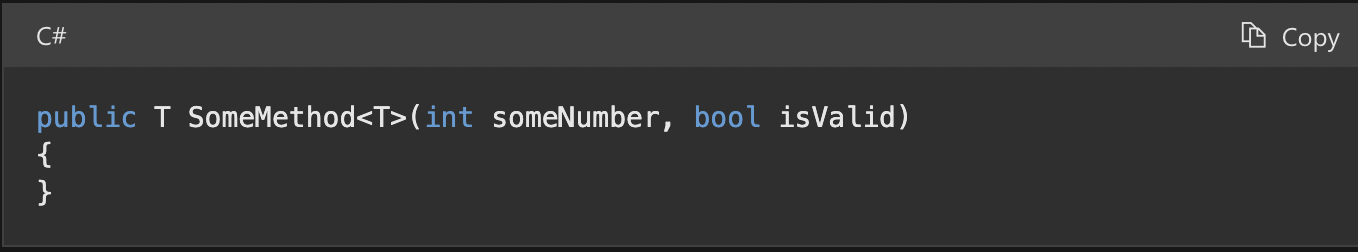 C#
Copy
public T SomeMethod<T>(int someNumber, bool isValid)
{
}